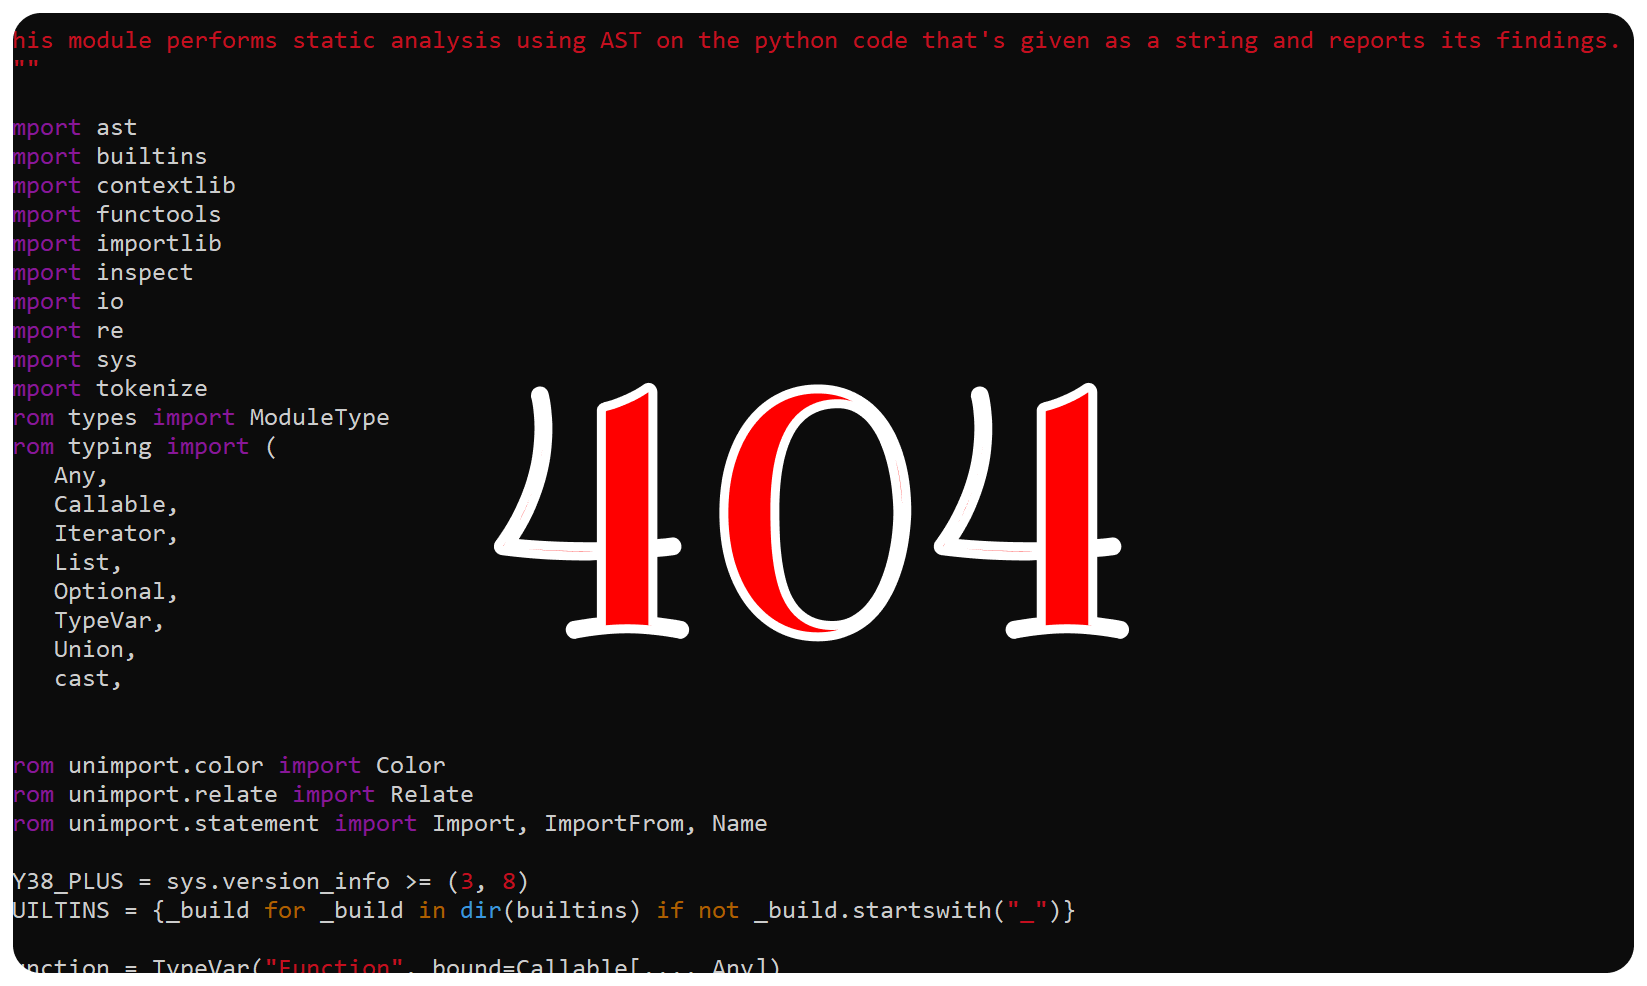 his module performs static analysis using AST on the python code that's given as a string and reports its findings.
""
mport ast
mport builtins
mport contextlib
mport functools
mport importlib
mport inspect
mport io
mport re
mport sys
mport tokenize
rom types import ModuleType
rom typing import (
Any,
Callable,
Iterator,
List,
Optional,
TypeVar,
Union,
cast,
404
rom unimport.color import Color
rom unimport.relate import Relate
rom unimport.statement import Import, ImportFrom, Name
Y38_PLUS = sys.version_info >= (3, 8)
UILTINS = {_build for _build in dir(builtins) if not _build.startswith("_")}
unction = TypeVar("Function", bound=Callable[..., Any])